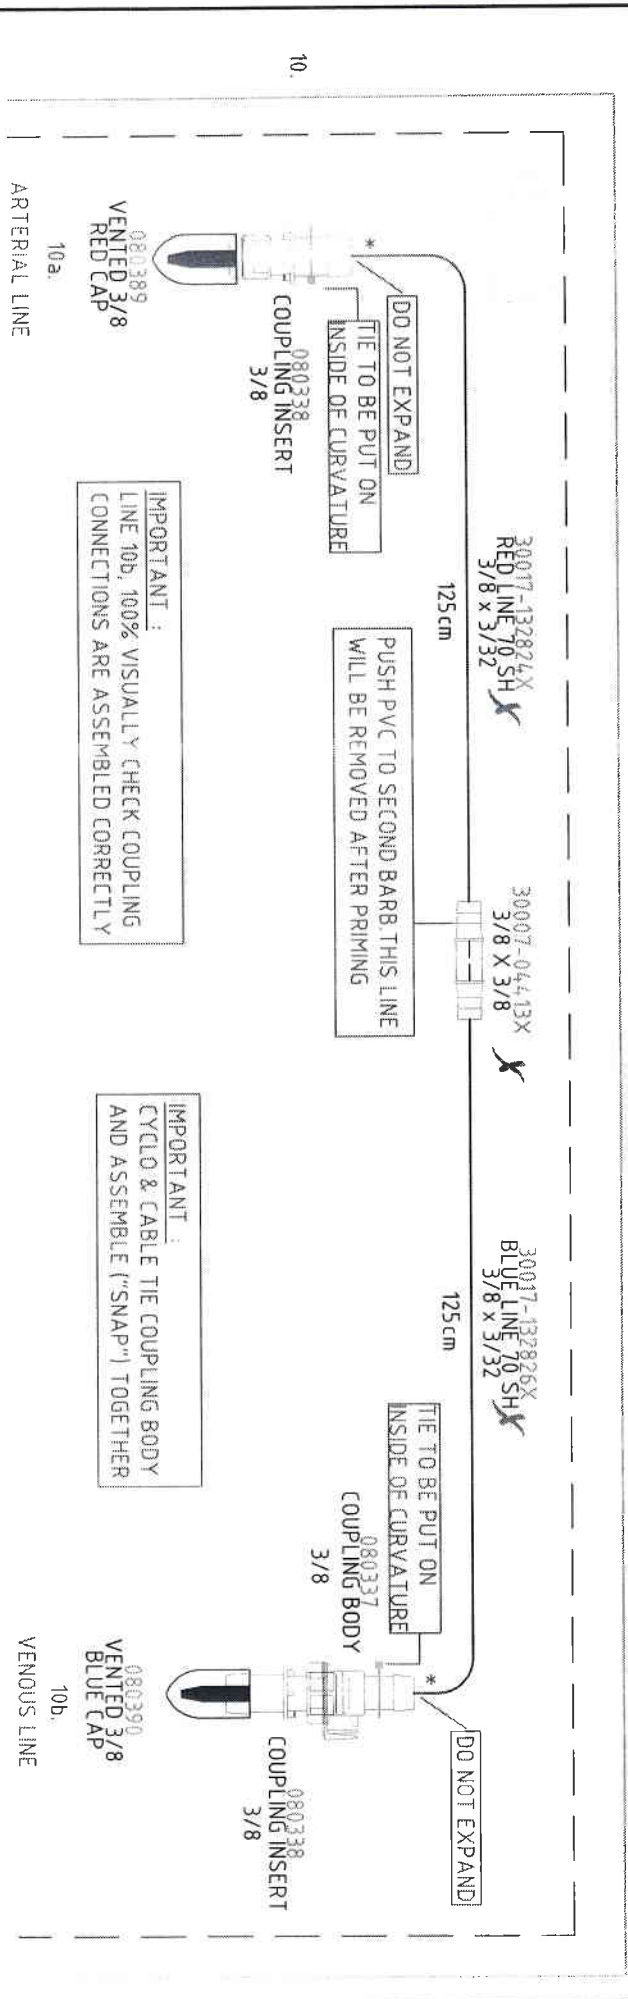 10.
30017-132824X
RED LINE 70 SH
3/8 x 3/32
30007-04413X
3/8 X 3/8
30017-132826X
BLUE LINE 70 SH
3/8 x 3/32
125cm
125cm
*
DO NOT EXPAND
TIE TO BE PUT ON
INSIDE OF CURVATURE
080338
COUPLING INSERT
3/8
PUSH PVC TO SECOND BARB.THIS LINE
WILL BE REMOVED AFTER PRIMING
TIE TO BE PUT ON
INSIDE OF CURVATURE
080337
COUPLING BODY
3/8
*
DO NOT EXPAND
080338
COUPLING INSERT
3/8
080389
VENTED 3/8
RED CAP
10a.
ARTERIAL LINE
IMPORTANT :
LINE 10b, 100% VISUALLY CHECK COUPLING
CONNECTIONS ARE ASSEMBLED CORRECTLY
IMPORTANT :
CYCLO & CABLE TIE COUPLING BODY
AND ASSEMBLE ("SNAP") TOGETHER
080390
VENTED 3/8
BLUE CAP
10b.
VENOUS LINE